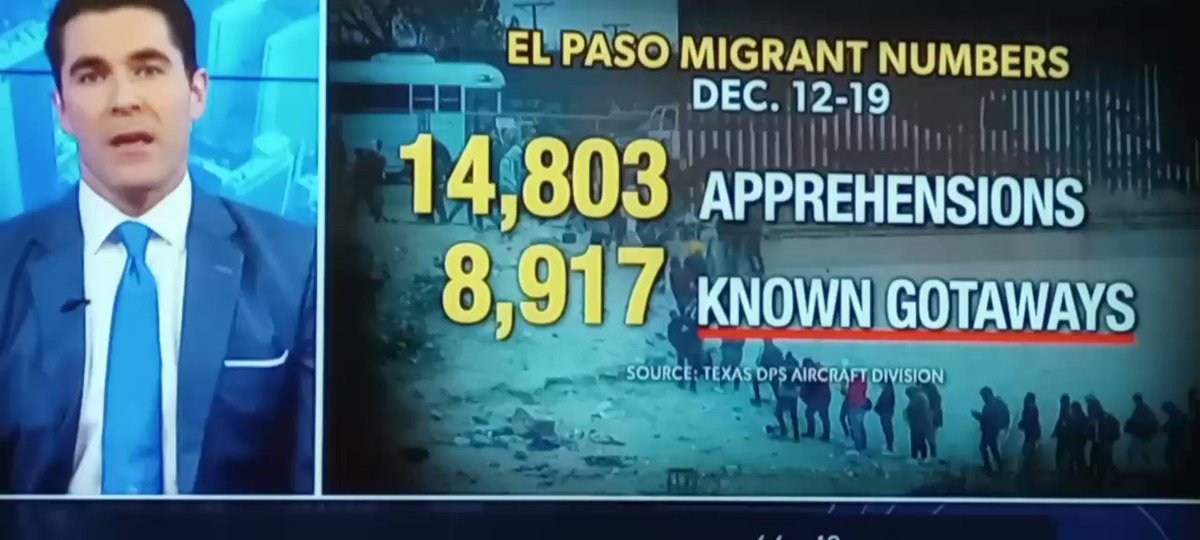 EL PASO MIGRANT NUMBERS
DEC. 12-19
14,803 APPREHENSIONS
8,917 KNOWN GOTAWAYS
SOURCE: TEXAS DPS AIRCRAFT DIVISION